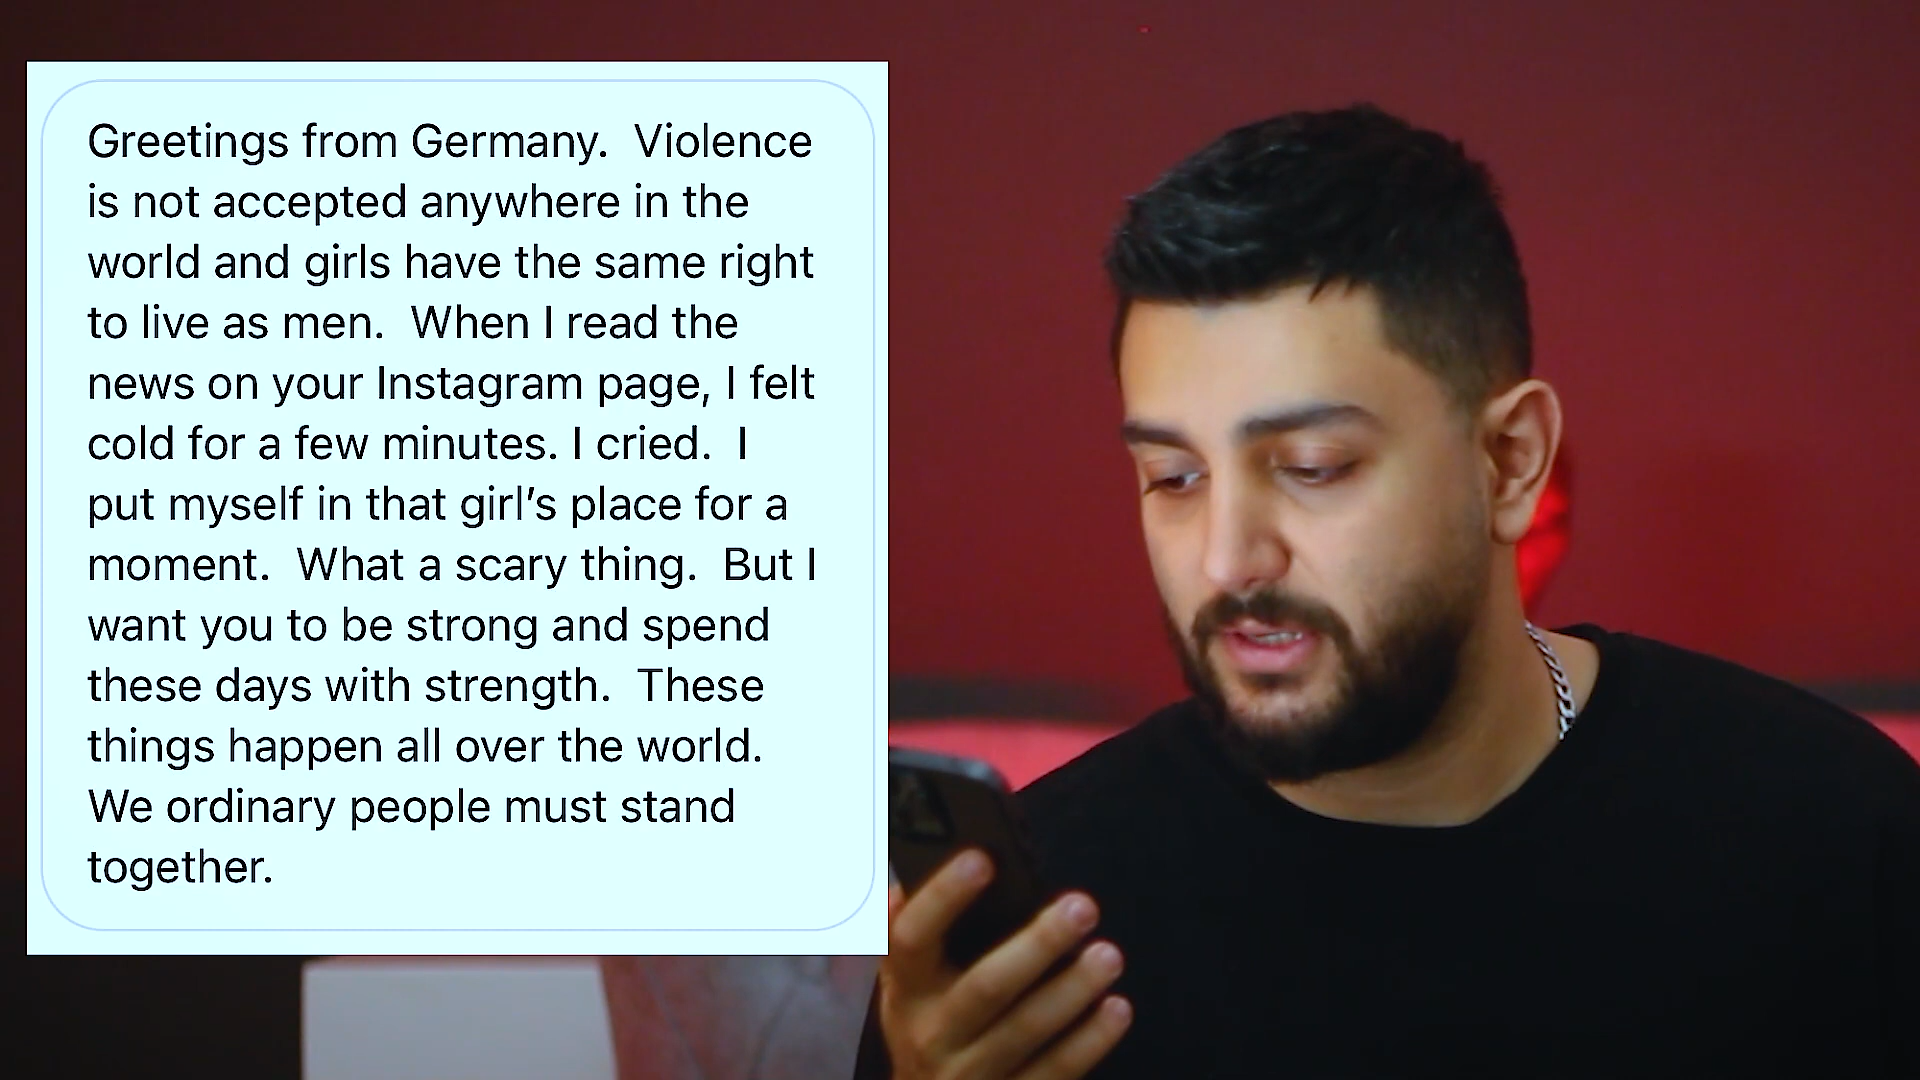 Greetings from Germany.  Violence
is not accepted anywhere in the
world and girls have the same right
to live as men.  When I read the
news on your Instagram page, I felt
cold for a few minutes. I cried.  I
put myself in that girl’s place for a
moment.  What a scary thing.  But I
want you to be strong and spend
these days with strength.  These
things happen all over the world.
We ordinary people must stand
together.